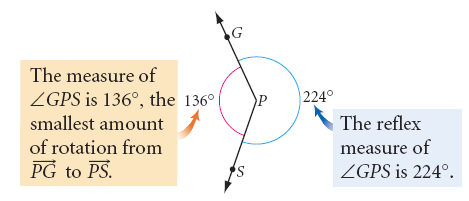 G
The measure of
∠GPS is 136°, the
smallest amount
of rotation from
PG to PS.
136°
P
224°
The reflex
measure of
∠GPS is 224°.
S